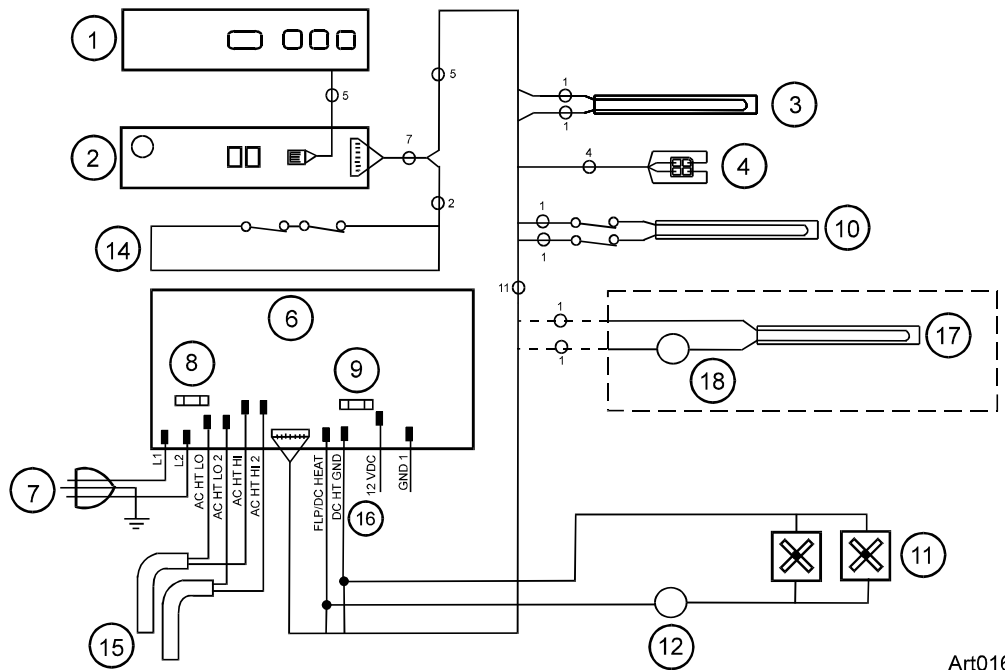 1
5
5
1
1
3
2
7
4
4
2
14
1
1
10
11
6
1
1
17
18
8
9
7
L1
L2
AC HT LO
AC HT LO 2
AC HT HI
AC HT HI 2
FLP/DC HEAT
DC HT GND
12 VDC
GND 1
16
11
15
12
Art016